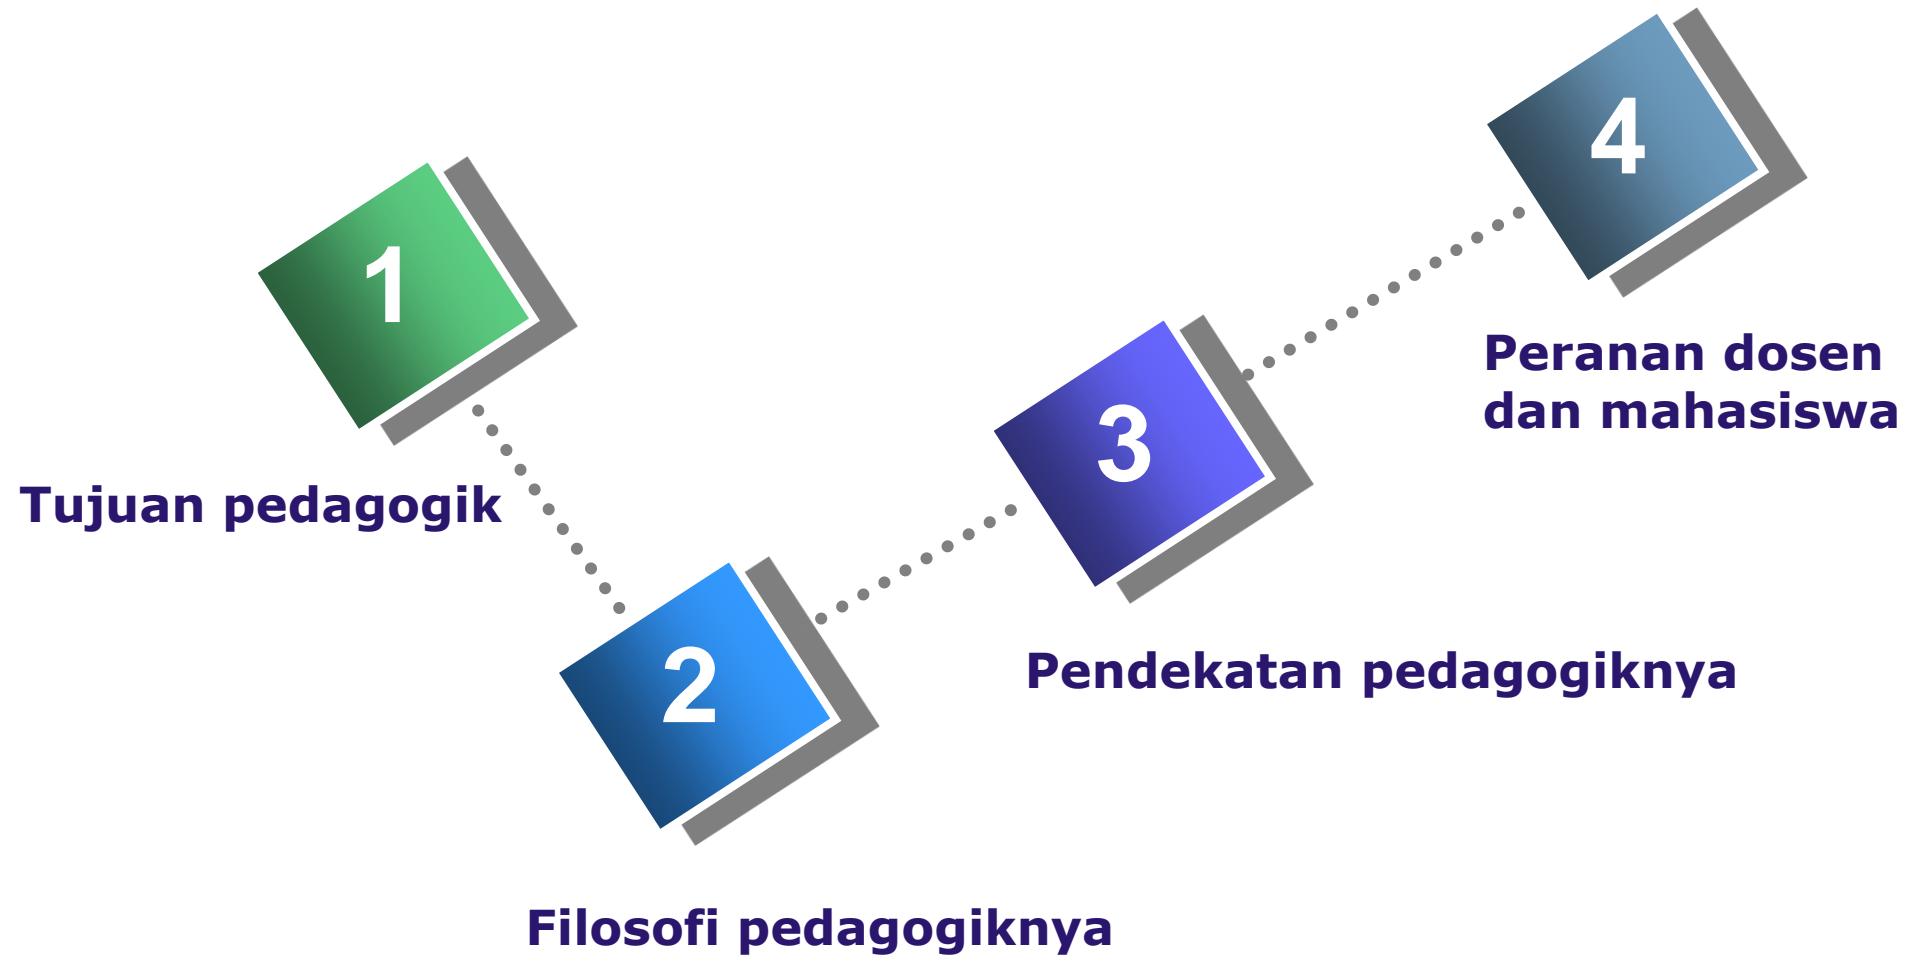 1
Tujuan pedagogik
2
Filosofi pedagogiknya
3
Pendekatan pedagogiknya
4
Peranan dosen
dan mahasiswa